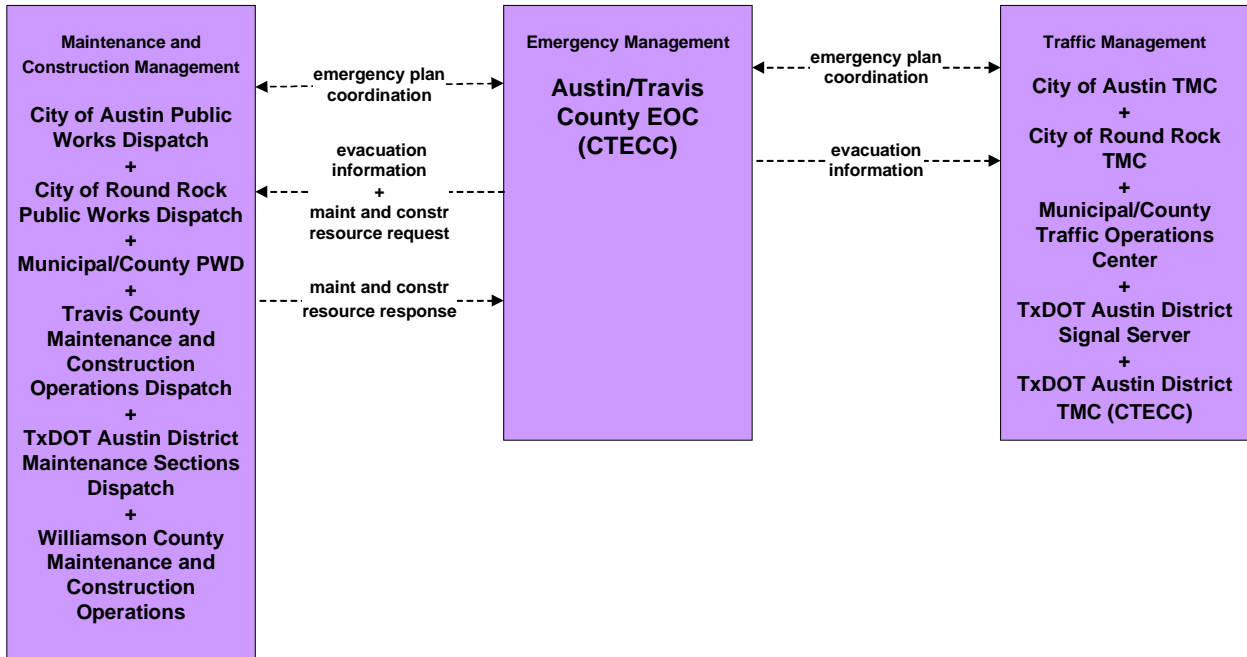 Maintenance and
Construction Management
City of Austin Public
Works Dispatch
+
City of Round Rock
Public Works Dispatch
+
Municipal/County PWD
+
Travis County
Maintenance and
Construction
Operations Dispatch
+
TxDOT Austin District
Maintenance Sections
Dispatch
+
Williamson County
Maintenance and
Construction
Operations
emergency plan
coordination
evacuation
information
+
maint and constr
resource request
maint and constr
resource response
Emergency Management
Austin/Travis
County EOC
(CTECC)
emergency plan
coordination
evacuation
information
Traffic Management
City of Austin TMC
+
City of Round Rock
TMC
+
Municipal/County
Traffic Operations
Center
+
TxDOT Austin District
Signal Server
+
TxDOT Austin District
TMC (CTECC)